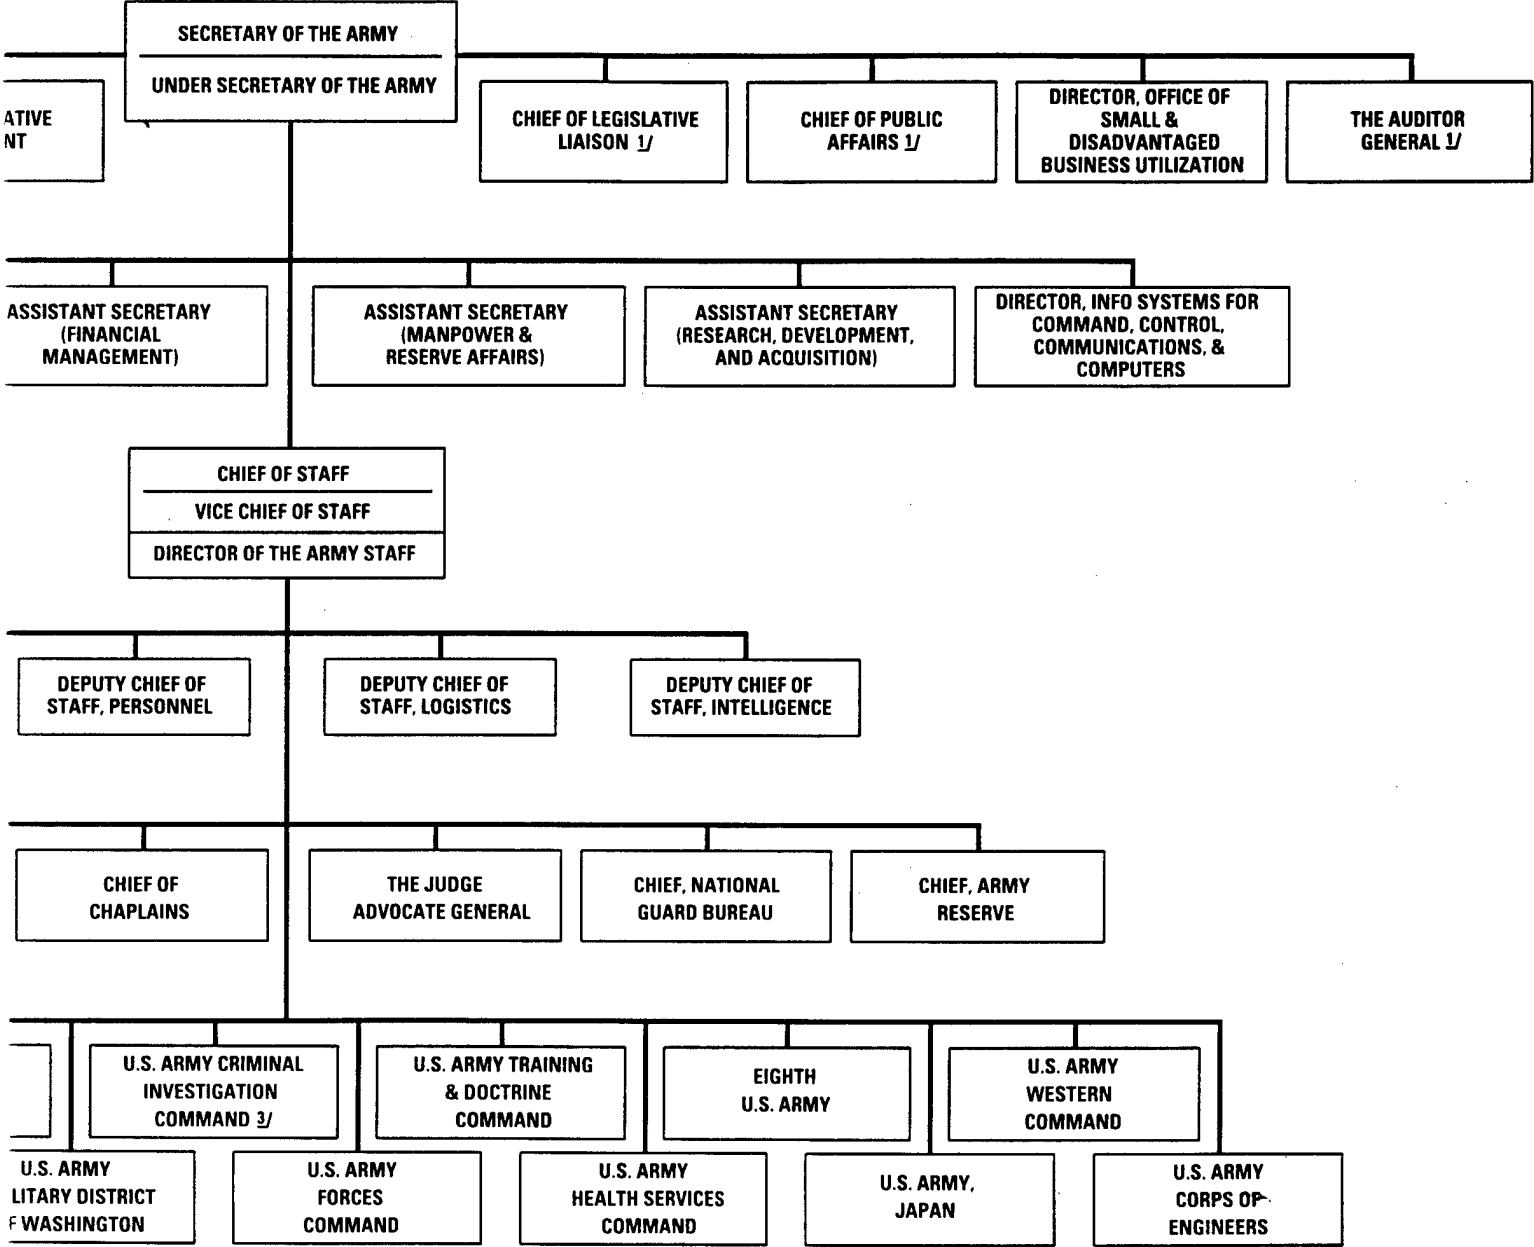 SECRETARY OF THE ARMY
UNDER SECRETARY OF THE ARMY
ATIVE
NT
CHIEF OF LEGISLATIVE
LIAISON 1/
CHIEF OF PUBLIC
AFFAIRS 1/
DIRECTOR, OFFICE OF
SMALL &
DISADVANTAGED
BUSINESS UTILIZATION
THE AUDITOR
GENERAL 1/
ASSISTANT SECRETARY
(FINANCIAL
MANAGEMENT)
ASSISTANT SECRETARY
(MANPOWER &
RESERVE AFFAIRS)
ASSISTANT SECRETARY
(RESEARCH, DEVELOPMENT,
AND ACQUISITION)
DIRECTOR, INFO SYSTEMS FOR
COMMAND, CONTROL,
COMMUNICATIONS, &
COMPUTERS
CHIEF OF STAFF
VICE CHIEF OF STAFF
DIRECTOR OF THE ARMY STAFF
DEPUTY CHIEF OF
STAFF, PERSONNEL
DEPUTY CHIEF OF
STAFF, LOGISTICS
DEPUTY CHIEF OF
STAFF, INTELLIGENCE
CHIEF OF
CHAPLAINS
THE JUDGE
ADVOCATE GENERAL
CHIEF, NATIONAL
GUARD BUREAU
CHIEF, ARMY
RESERVE
U.S. ARMY CRIMINAL
INVESTIGATION
COMMAND 3/
U.S. ARMY TRAINING
& DOCTRINE
COMMAND
EIGHTH
U.S. ARMY
U.S. ARMY
WESTERN
COMMAND
U.S. ARMY
LITARY DISTRICT
F WASHINGTON
U.S. ARMY
FORCES
COMMAND
U.S. ARMY
HEALTH SERVICES
COMMAND
U.S. ARMY,
JAPAN
U.S. ARMY
CORPS OF
ENGINEERS